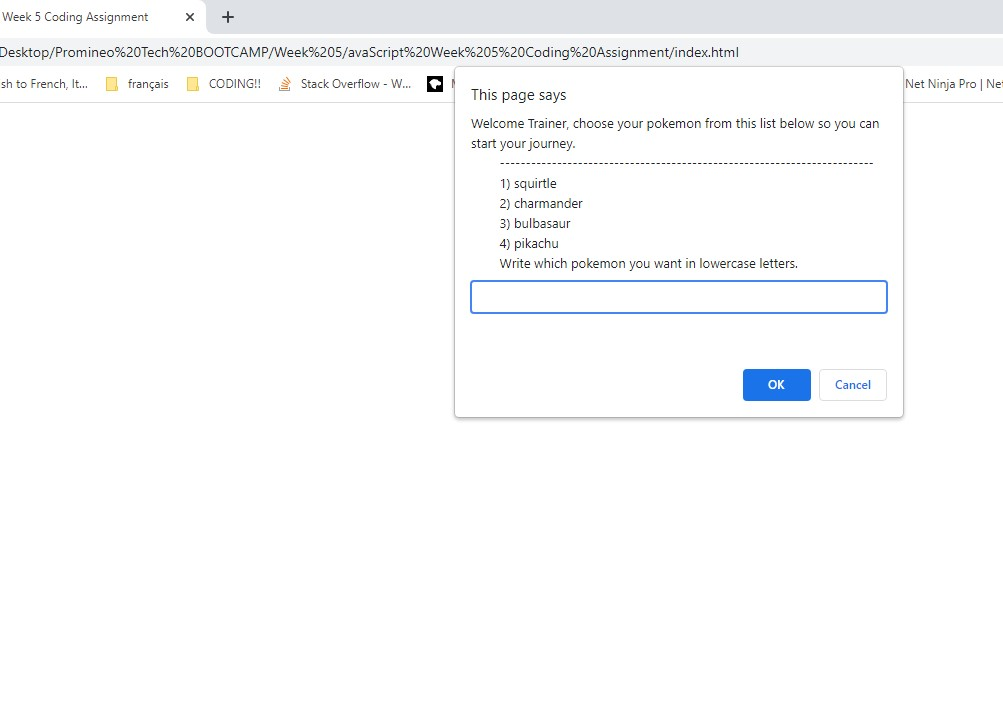 Week 5 Coding Assignment
Desktop/Promineo%20Tech%20BOOTCAMP/Week%205/avaScript%20Week%205%20Coding%20Assignment/index.html
sh to French, It... français CODING!! Stack Overflow - W... Net Ninja Pro | Ne
This page says
Welcome Trainer, choose your pokemon from this list below so you can
start your journey.
------------------------------------------------------------------------
1) squirtle
2) charmander
3) bulbasaur
4) pikachu
Write which pokemon you want in lowercase letters.
OK Cancel